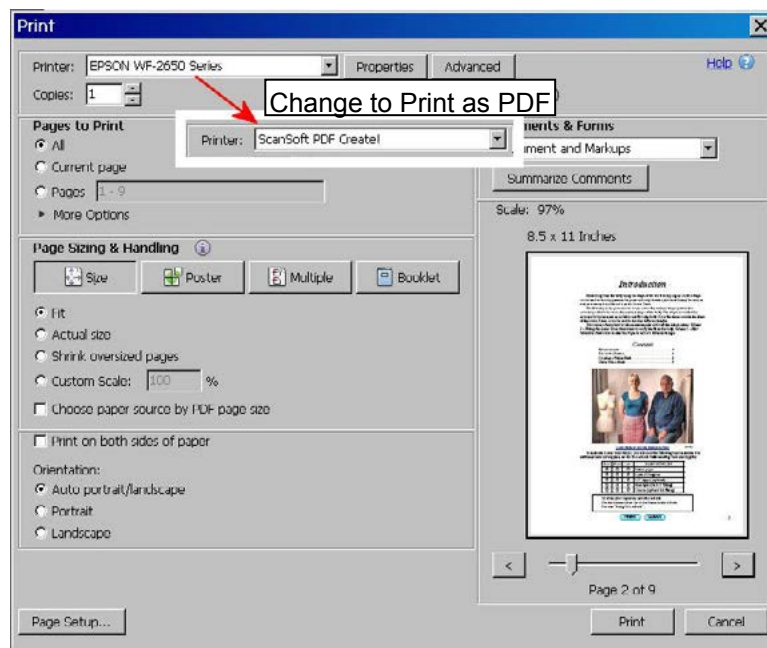 Print
Printer: EPSON WF-2650 Series Properties Advanced Help
Copies: 1
Change to Print as PDF
Printer: ScanSoft PDF Create!
Pages to Print
All
Current page
Pages 1 - 9
More Options
ments & Forms
ument and Markups
Summarize Comments
Scale: 97%
8.5 x 11 Inches
Page Sizing & Handling
Size Poster Multiple Booklet
Fit
Actual size
Shrink oversized pages
Custom Scale: 100 %
Choose paper source by PDF page size
Print on both sides of paper
Orientation:
Auto portrait/landscape
Portrait
Landscape
Introduction
< >
Page 2 of 9
Page Setup... Print Cancel